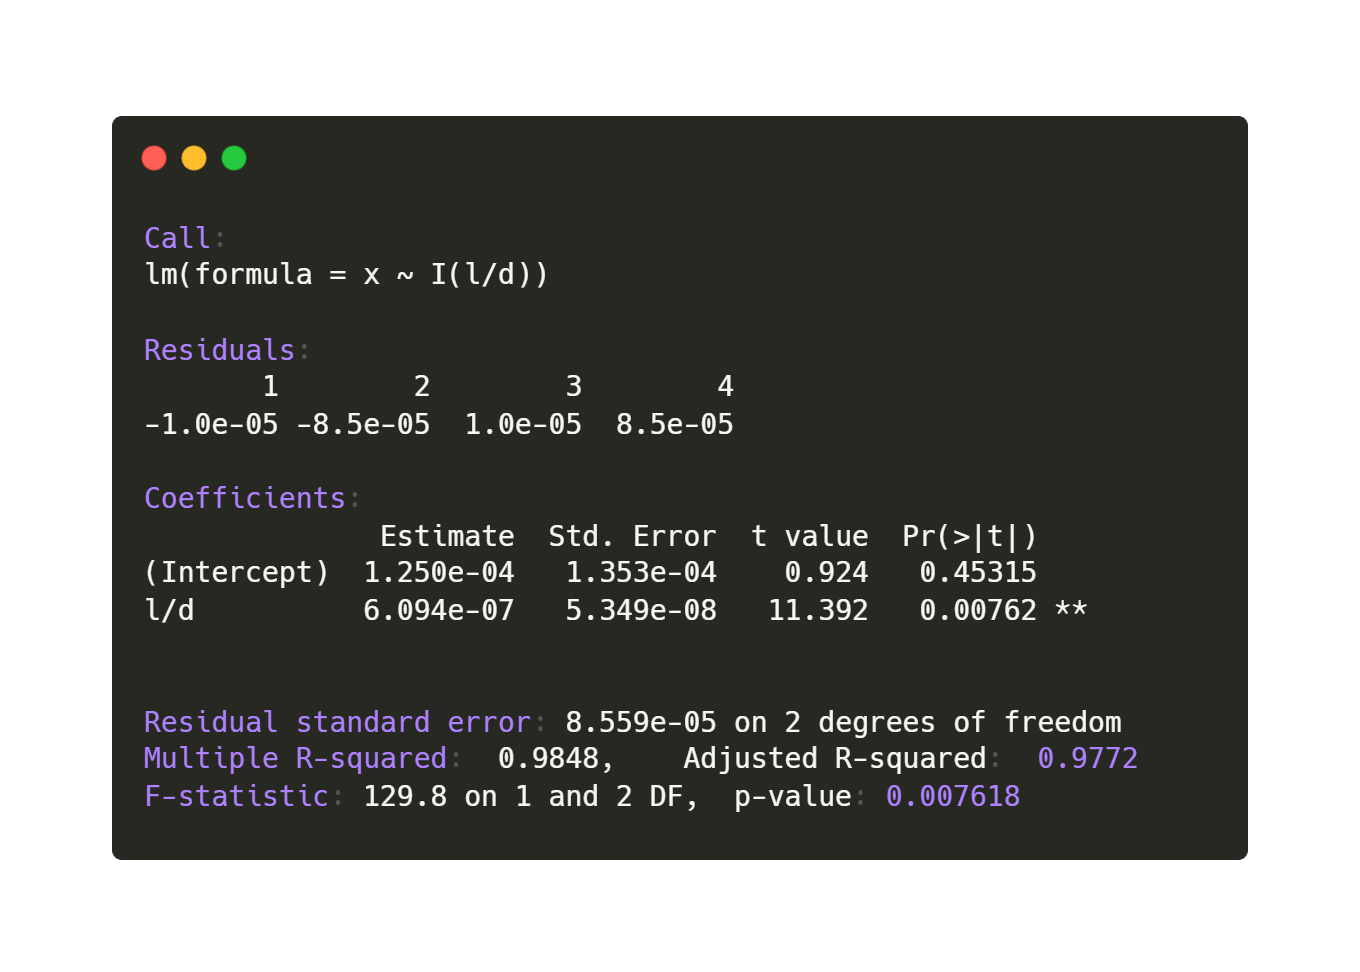 Call:
lm(formula = x ~ I(l/d))
Residuals:
1 2 3 4
-1.0e-05 -8.5e-05 1.0e-05 8.5e-05
Coefficients:
Estimate Std. Error t value Pr(>|t|)
(Intercept) 1.250e-04 1.353e-04 0.924 0.45315
l/d 6.094e-07 5.349e-08 11.392 0.00762 **
Residual standard error: 8.559e-05 on 2 degrees of freedom
Multiple R-squared: 0.9848, Adjusted R-squared: 0.9772
F-statistic: 129.8 on 1 and 2 DF, p-value: 0.007618